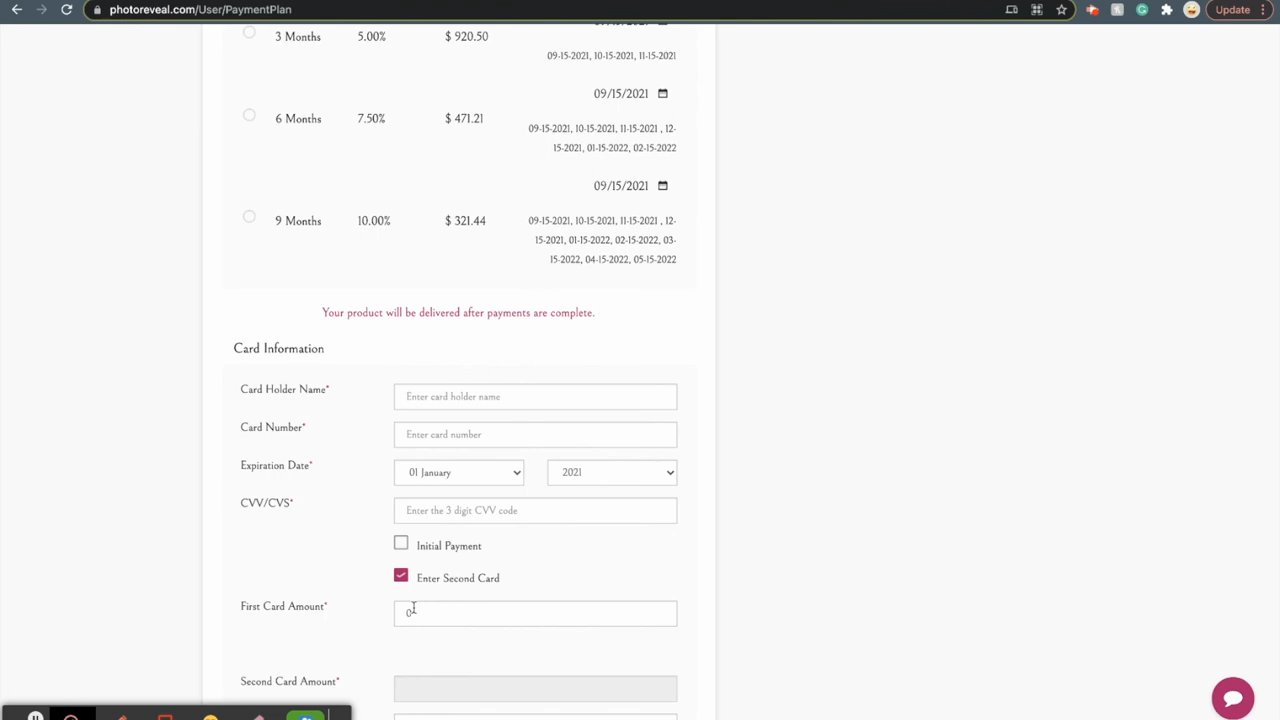 photoreveal.com/User/PaymentPlan
Update
3 Months 5.00% $ 920.50
09-15-2021, 10-15-2021, 11-15-2021
09/15/2021
6 Months 7.50% $ 471.21
09-15-2021, 10-15-2021, 11-15-2021 , 12-
15-2021, 01-15-2022, 02-15-2022
09/15/2021
9 Months 10.00% $ 321.44
09-15-2021, 10-15-2021, 11-15-2021 , 12-
15-2021, 01-15-2022, 02-15-2022, 03-
15-2022, 04-15-2022, 05-15-2022
Your product will be delivered after payments are complete.
Card Information
Card Holder Name* Enter card holder name
Card Number* Enter card number
Expiration Date* 01 January 2021
CVV/CVS* Enter the 3 digit CVV code
Initial Payment
Enter Second Card
First Card Amount* 0
Second Card Amount*